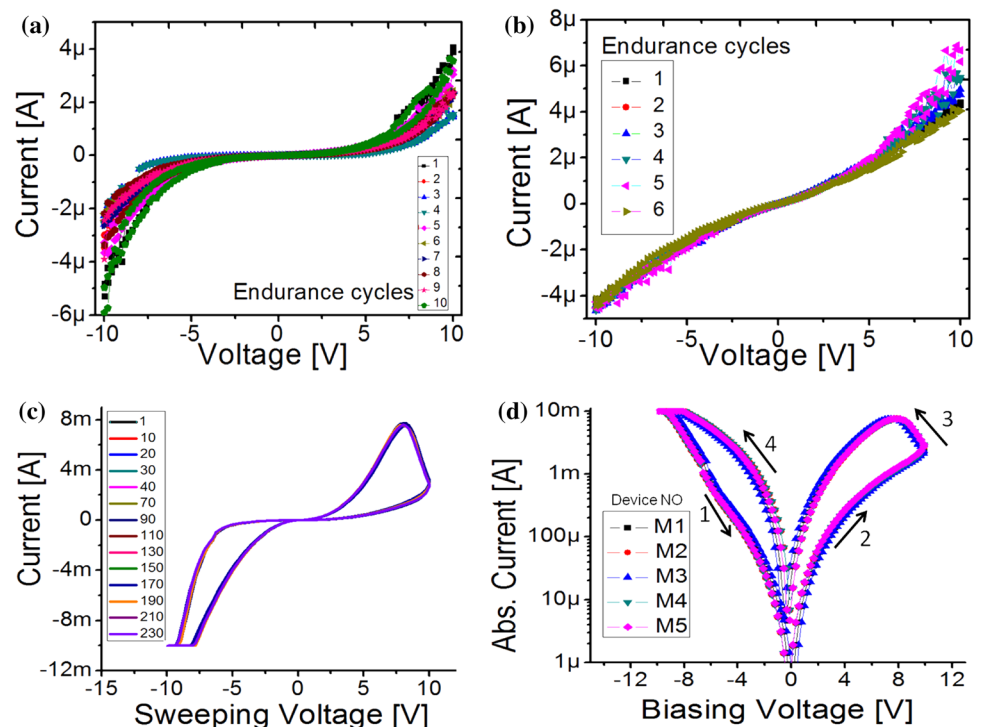 (a)
4µ
2µ
0
-2µ
-4µ
-6µ
Current [A]
-10
-5
0
5
10
Voltage [V]
Endurance cycles
1
2
3
4
5
6
7
8
9
10
(b)
8µ
6µ
4µ
2µ
0
-2µ
-4µ
Current [A]
-10
-5
0
5
10
Voltage [V]
Endurance cycles
1
2
3
4
5
6
(c)
8m
4m
0
-4m
-8m
-12m
Current [A]
-15
-10
-5
0
5
10
Sweeping Voltage [V]
1
10
20
30
40
70
90
110
130
150
170
190
210
230
(d)
10m
1m
100µ
10µ
1µ
Abs. Current [A]
-12
-8
-4
0
4
8
12
Biasing Voltage [V]
Device NO
M1
M2
M3
M4
M5
1
2
3
4